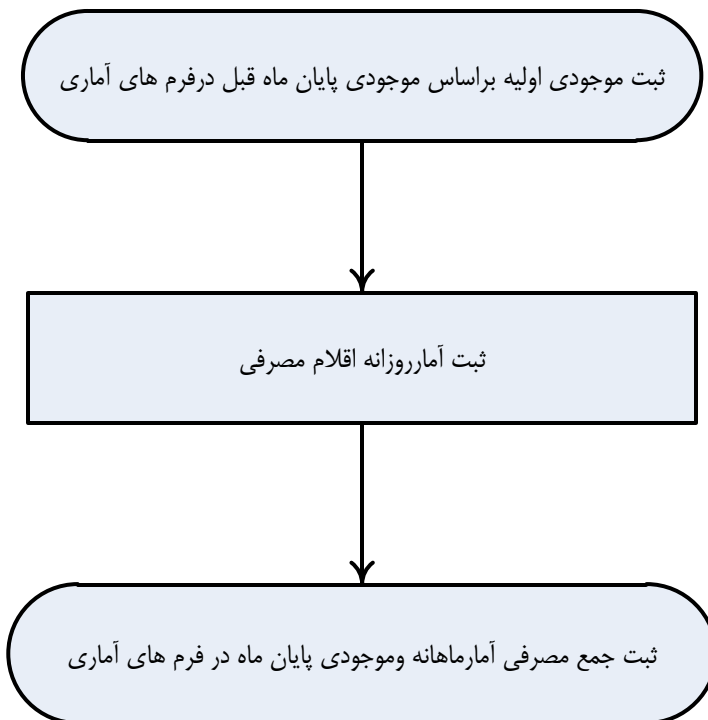 ثبت موجودی اولیه براساس موجودی پایان ماه قبل درفرم های آماری
ثبت آمارروزانه اقلام مصرفی
ثبت جمع مصرفی آمارماهانه وموجودی پایان ماه در فرم های آماری